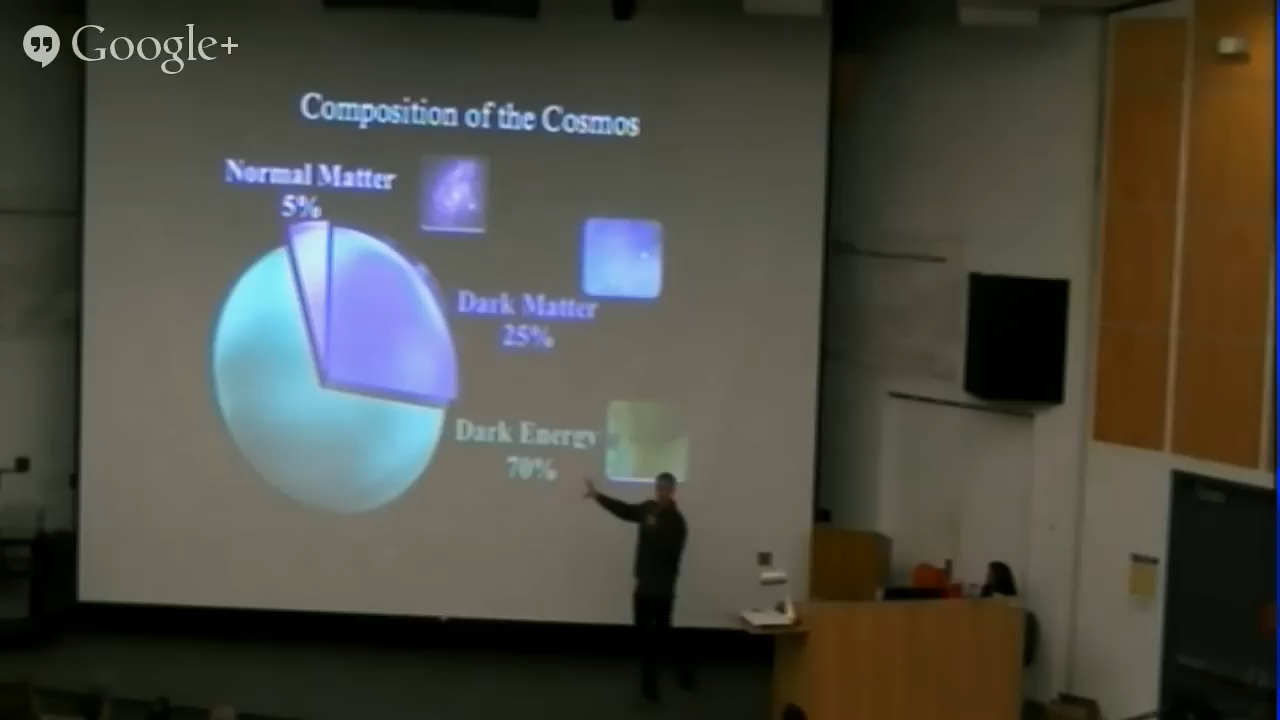 Google+
Composition of the Cosmos
Normal Matter
5%
Dark Matter
25%
Dark Energy
70%